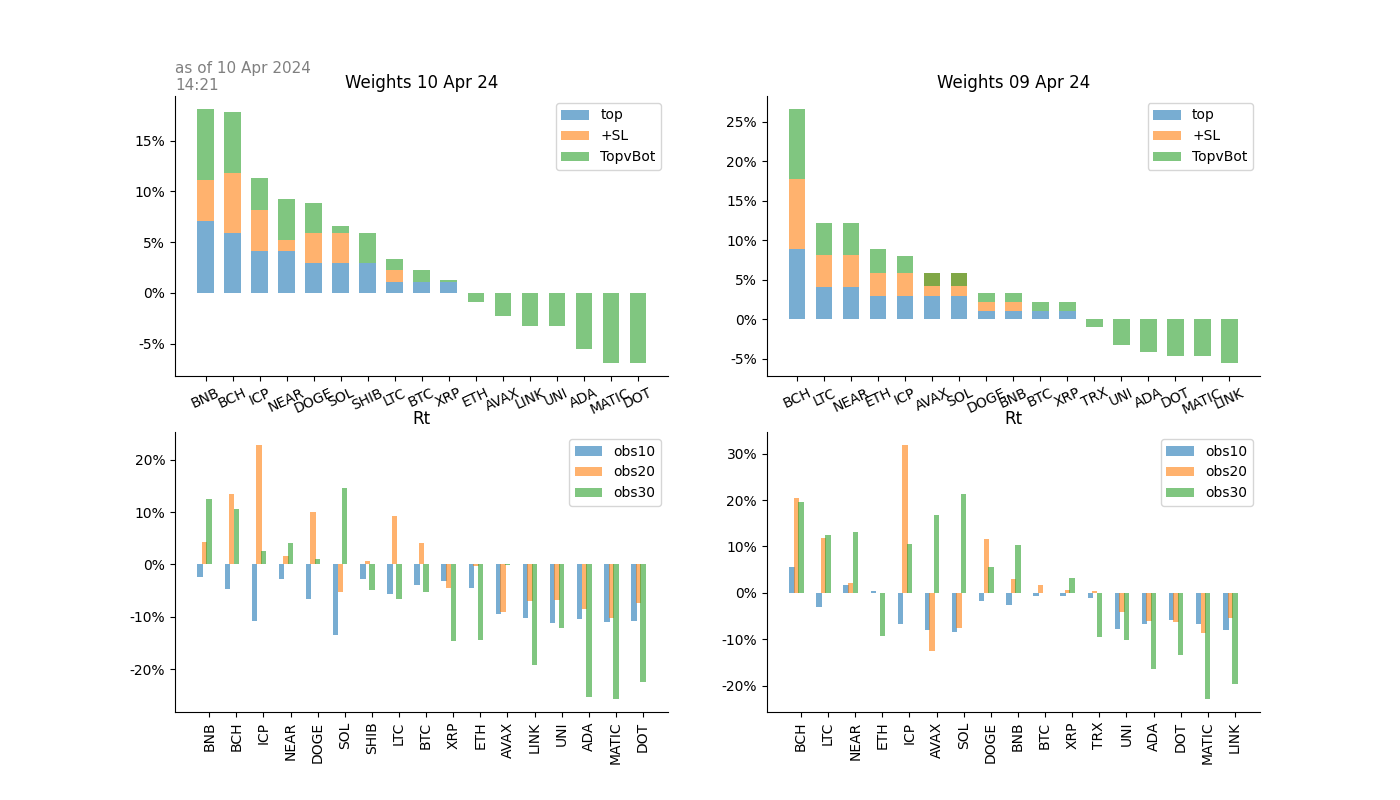 as of 10 Apr 2024
14:21
Weights 10 Apr 24
top
+SL
TopvBot
15%
10%
5%
0%
-5%
BNB BCH ICP NEAR DOGE SOL SHIB LTC BTC XRP ETH AVAX LINK UNI ADA MATIC DOT
Weights 09 Apr 24
top
+SL
TopvBot
25%
20%
15%
10%
5%
0%
-5%
BCH LTC NEAR ETH ICP AVAX SOL DOGE BNB BTC XRP TRX UNI ADA DOT MATIC LINK
Rt
obs10
obs20
obs30
20%
10%
0%
-10%
-20%
BNB BCH ICP NEAR DOGE SOL SHIB LTC BTC XRP ETH AVAX LINK UNI ADA MATIC DOT
Rt
obs10
obs20
obs30
30%
20%
10%
0%
-10%
-20%
BCH LTC NEAR ETH ICP AVAX SOL DOGE BNB BTC XRP TRX UNI ADA DOT MATIC LINK